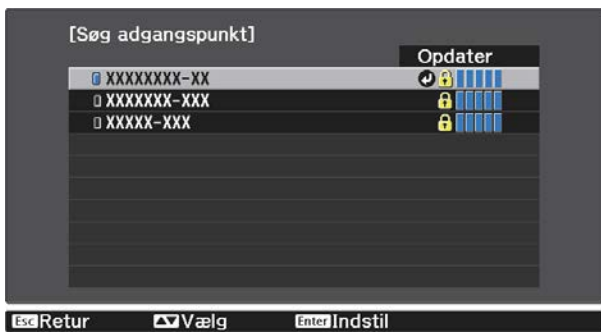 [Søg adgangspunkt]
Opdater
XXXXXXXX-XX
XXXXXXX-XXX
XXXXX-XXX
Esc Retur Vælg Enter Indstil